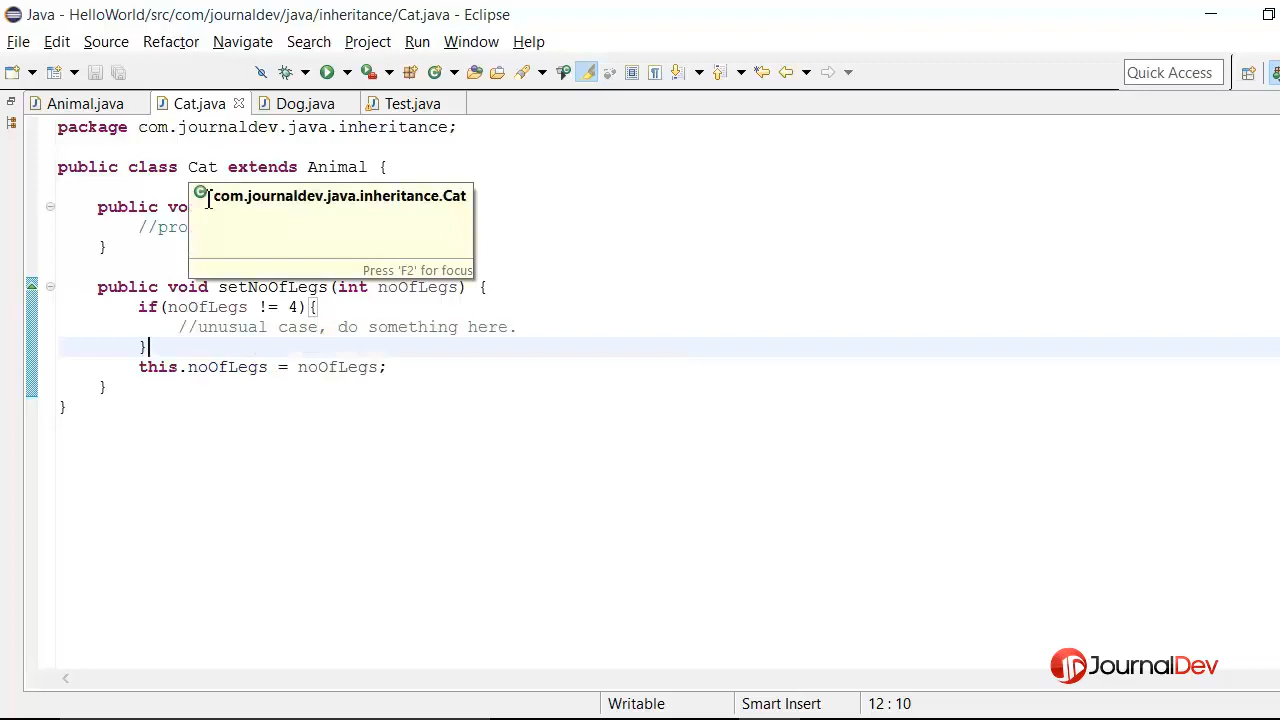 Java - HelloWorld/src/com/journaldev/java/inheritance/Cat.java - Eclipse
File Edit Source Refactor Navigate Search Project Run Window Help
Quick Access
Animal.java Cat.java Dog.java Test.java
package com.journaldev.java.inheritance;
public class Cat extends Animal {
com.journaldev.java.inheritance.Cat
public vo
//pro
}
Press 'F2' for focus
public void setNoOfLegs(int noOfLegs) {
if(noOfLegs != 4){
//unusual case, do something here.
}
this.noOfLegs = noOfLegs;
}
}
JD JournalDev
Writable Smart Insert 12 : 10